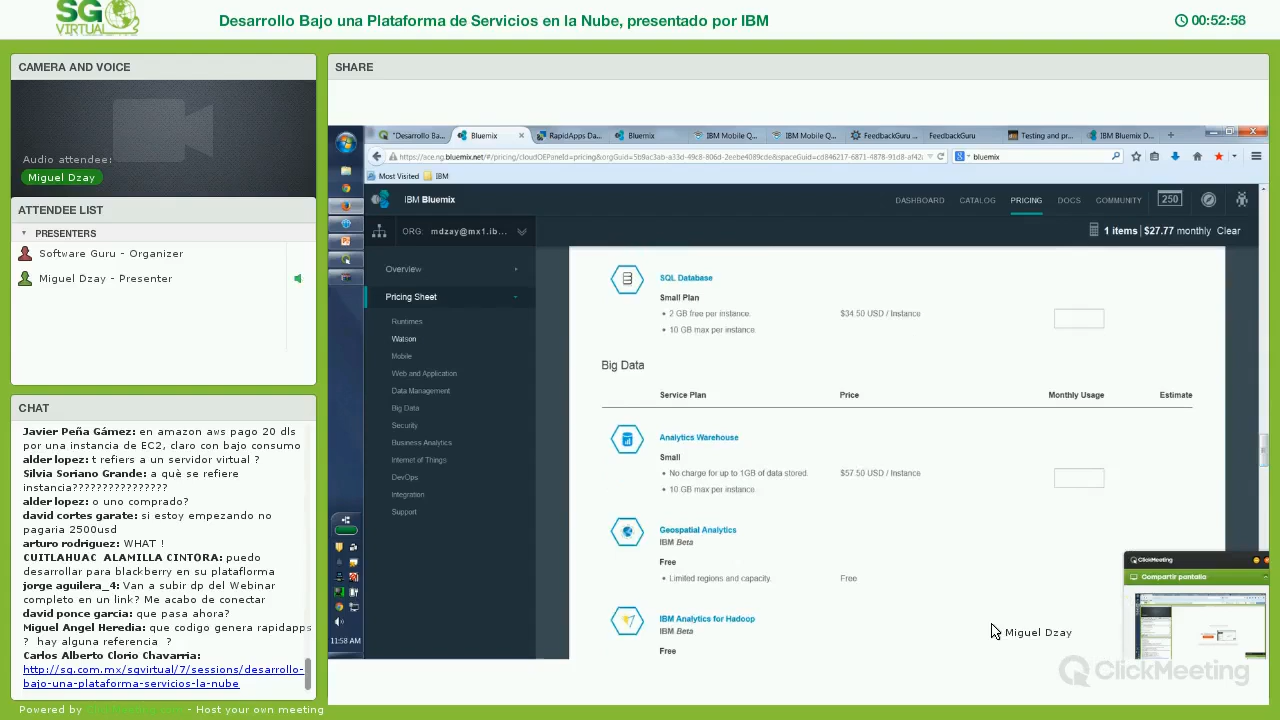 SG
VIRTUAL
Desarrollo Bajo una Plataforma de Servicios en la Nube, presentado por IBM
00:52:58
CAMERA AND VOICE
Audio attendee:
Miguel Dzay
ATTENDEE LIST
PRESENTERS
Software Guru - Organizer
Miguel Dzay - Presenter
CHAT
Javier Peña Gámez: en amazon aws pago 20 dls
por una instancia de EC2, claro con bajo consumo
alder lopez: t refiers a un servidor virtual ?
Silvia Soriano Grande: a què se refiere
instancia????????????????
alder lopez: o uno comprado?
david cortes garate: si estoy empezando no
pagaria 2500usd
arturo rodriguez: WHAT !
CUITLAHUAC ALAMILLA CINTORA: puedo
desarrollar para blackberry en su plataflorma
jorge aguilera_4: Van a subir dp del Webinar
completo en un link? Me acabo de conectar
david ponce garcia: que pasa ahora?
Miguel Angel Heredia: que codigo genera rapidapps
, hay alguna referencia ?
Carlos Alberto Clorio Chavarria:
http://sg.com.mx/sgvirtual/7/sessions/desarrollo-
bajo-una-plataforma-servicios-la-nube
Powered by ClickMeeting.com - Host your own meeting
SHARE
"Desarrollo Ba...
Bluemix
RapidApps Da...
Bluemix
IBM Mobile Q...
IBM Mobile Q...
FeedbackGuru ...
FeedbackGuru
Testing and pr...
IBM Bluemix D...
bluemix
Most Visited
IBM
IBM Bluemix
DASHBOARD
CATALOG
PRICING
DOCS
COMMUNITY
250
ORG: mdzay@mx1.ib...
1 items | $27.77 monthly Clear
Overview
Pricing Sheet
Runtimes
Watson
Mobile
Web and Application
Data Management
Big Data
Security
Business Analytics
Internet of Things
DevOps
Integration
Support
11:58 AM
SQL Database
Small Plan
• 2 GB free per instance.
$34.50 USD / Instance
• 10 GB max per instance.
Big Data
Service Plan
Price
Monthly Usage
Estimate
Analytics Warehouse
Small
• No charge for up to 1GB of data stored.
$57.50 USD / Instance
• 10 GB max per instance.
Geospatial Analytics
IBM Beta
Free
• Limited regions and capacity.
Free
IBM Analytics for Hadoop
IBM Beta
Free
ClickMeeting
Compartir pantalla
Miguel Dzay
ClickMeeting